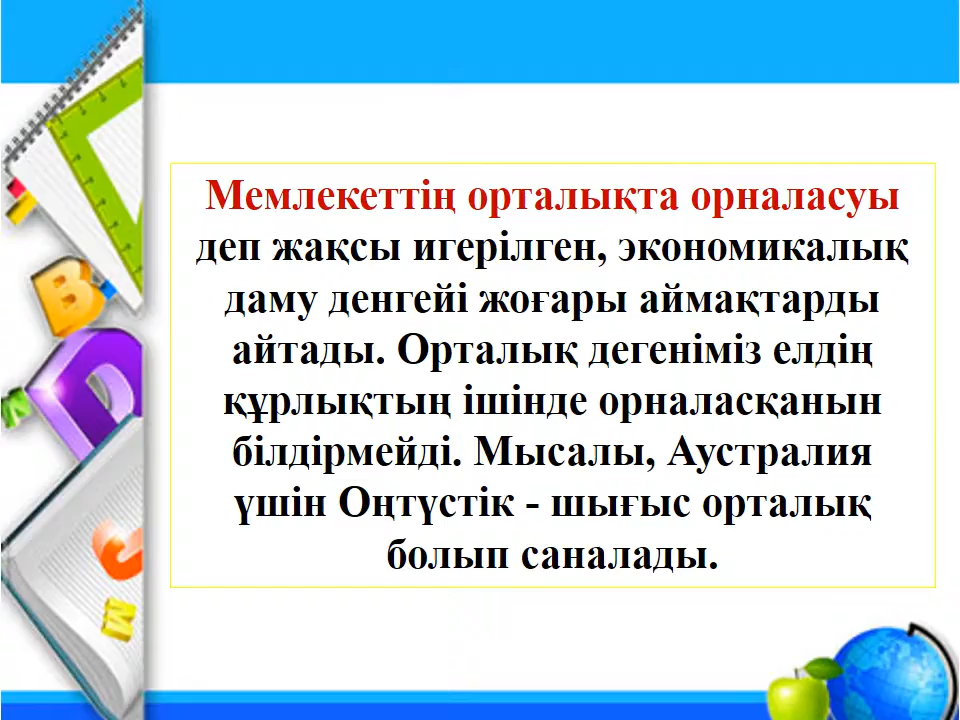 Мемлекеттің орталықта орналасуы
деп жақсы игерілген, экономикалық
даму денгейі жоғары аймақтарды
айтады. Орталық дегеніміз елдің
құрлықтың ішінде орналасқанын
білдірмейді. Мысалы, Аустралия
үшін Оңтүстік - шығыс орталық
болып саналады.